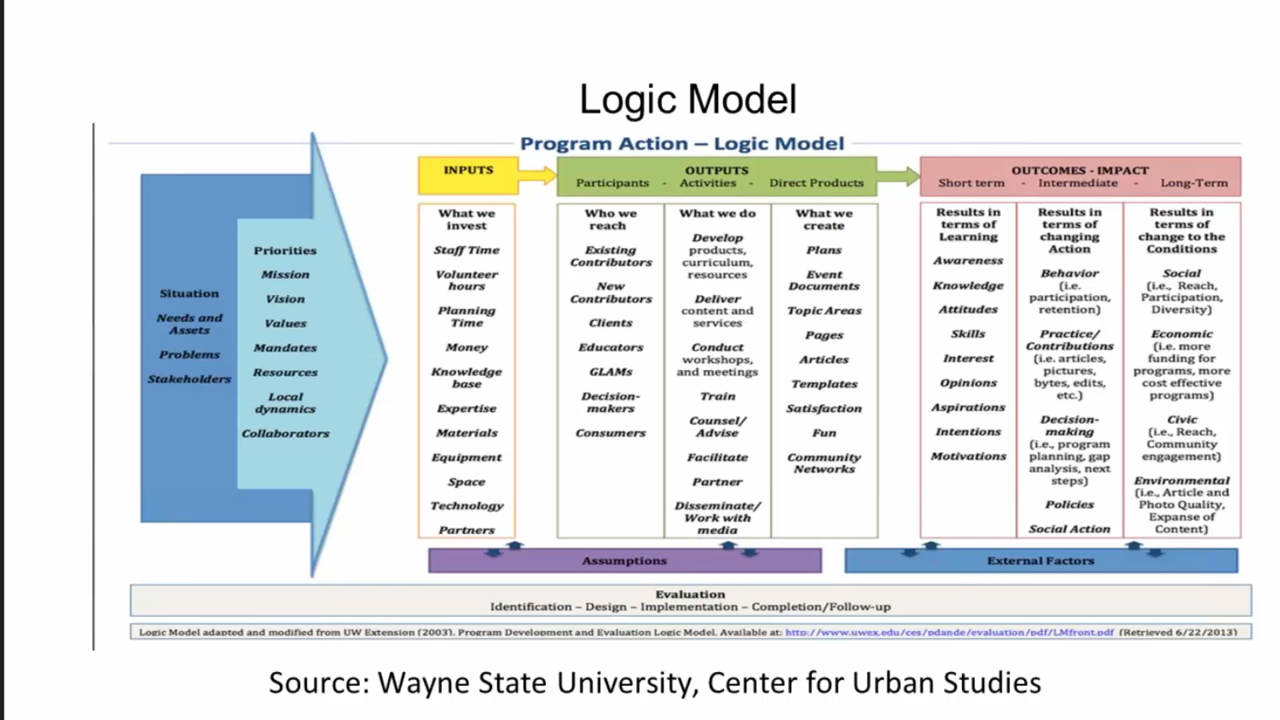 Logic Model
Program Action – Logic Model
Situation
Needs and
Assets
Problems
Stakeholders
Priorities
Mission
Vision
Values
Mandates
Resources
Local
dynamics
Collaborators
INPUTS
What we
invest
Staff Time
Volunteer
hours
Planning
Time
Money
Knowledge
base
Expertise
Materials
Equipment
Space
Technology
Partners
OUTPUTS
Participants - Activities - Direct Products
Who we
reach
Existing
Contributors
New
Contributors
Clients
Educators
GLAMs
Decision-
makers
Consumers
What we do
Develop
products,
curriculum,
resources
Deliver
content and
services
Conduct
workshops,
and meetings
Train
Counsel/
Advise
Facilitate
Partner
Disseminate/
Work with
media
What we
create
Plans
Event
Documents
Topic Areas
Pages
Articles
Templates
Satisfaction
Fun
Community
Networks
OUTCOMES - IMPACT
Short term - Intermediate - Long-Term
Results in
terms of
Learning
Awareness
Knowledge
Attitudes
Skills
Interest
Opinions
Aspirations
Intentions
Motivations
Results in
terms of
changing
Action
Behavior
(i.e.
participation,
retention)
Practice/
Contributions
(i.e. articles,
pictures,
bytes, edits,
etc.)
Decision-
making
(i.e., program
planning, gap
analysis, next
steps)
Policies
Social Action
Results in
terms of
change to the
Conditions
Social
(i.e., Reach,
Participation,
Diversity)
Economic
(i.e. more
funding for
programs, more
cost effective
programs)
Civic
(i.e., Reach,
Community
engagement)
Environmental
(i.e., Article and
Photo Quality,
Expanse of
Content)
Assumptions
External Factors
Evaluation
Identification – Design – Implementation – Completion/Follow-up
Logic Model adapted and modified from UW Extension (2003). Program Development and Evaluation Logic Model. Available at: http://www.uwex.edu/ces/pdande/evaluation/pdf/LMfront.pdf (Retrieved 6/22/2013)
Source: Wayne State University, Center for Urban Studies